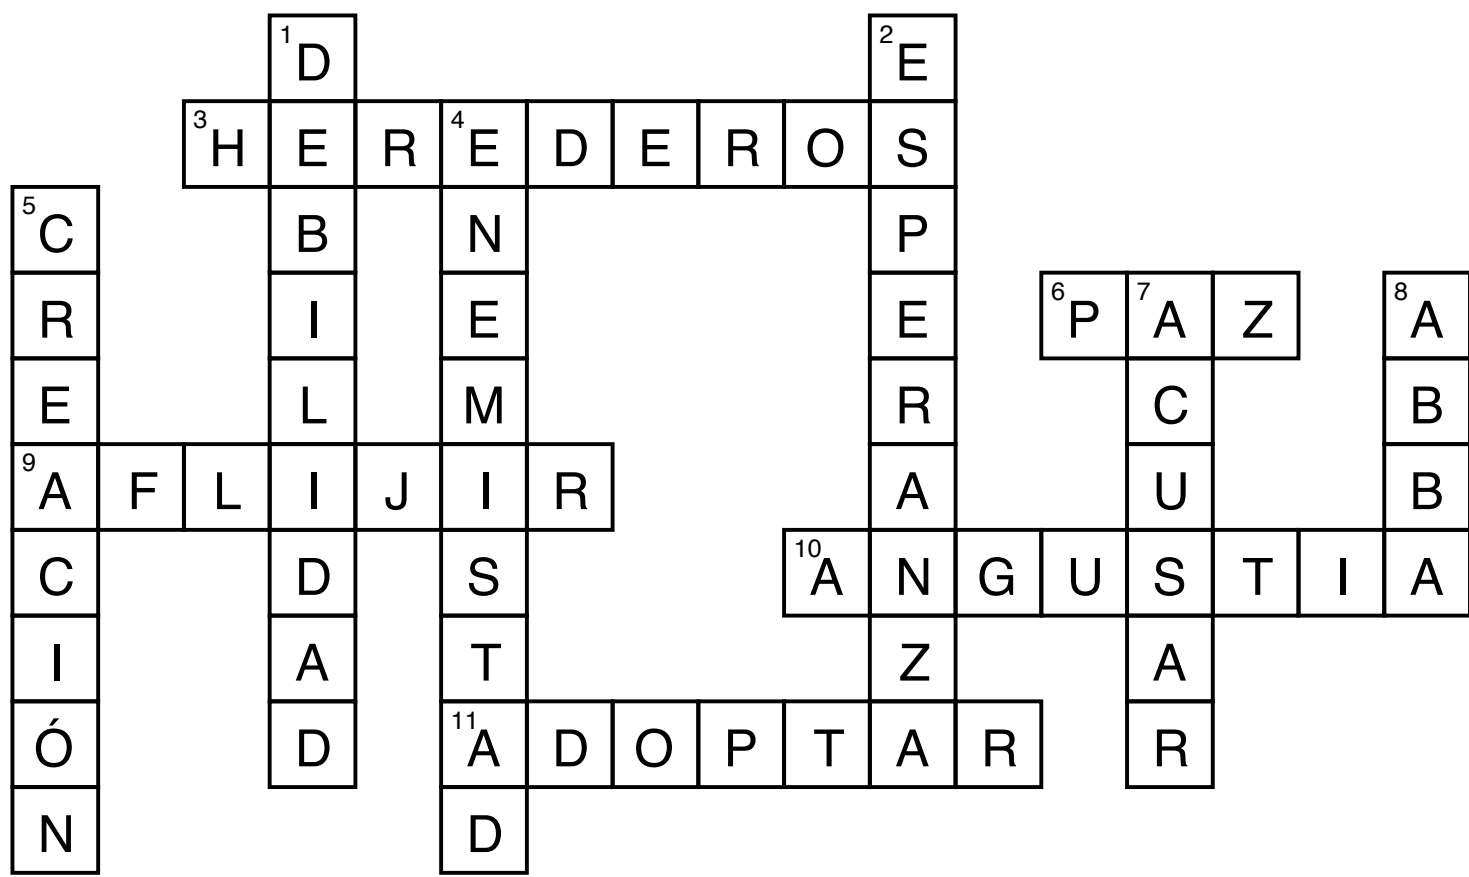 1 D 2 E
3 H E R 4 E D E R O S
5 C B N P
R I E E 6 P 7 A Z 8 A
E L M R C B
9 A F L I J I R A U B
C D S 10 A N G U S T I A
I A T Z A
Ó D 11 A D O P T A R R
N D